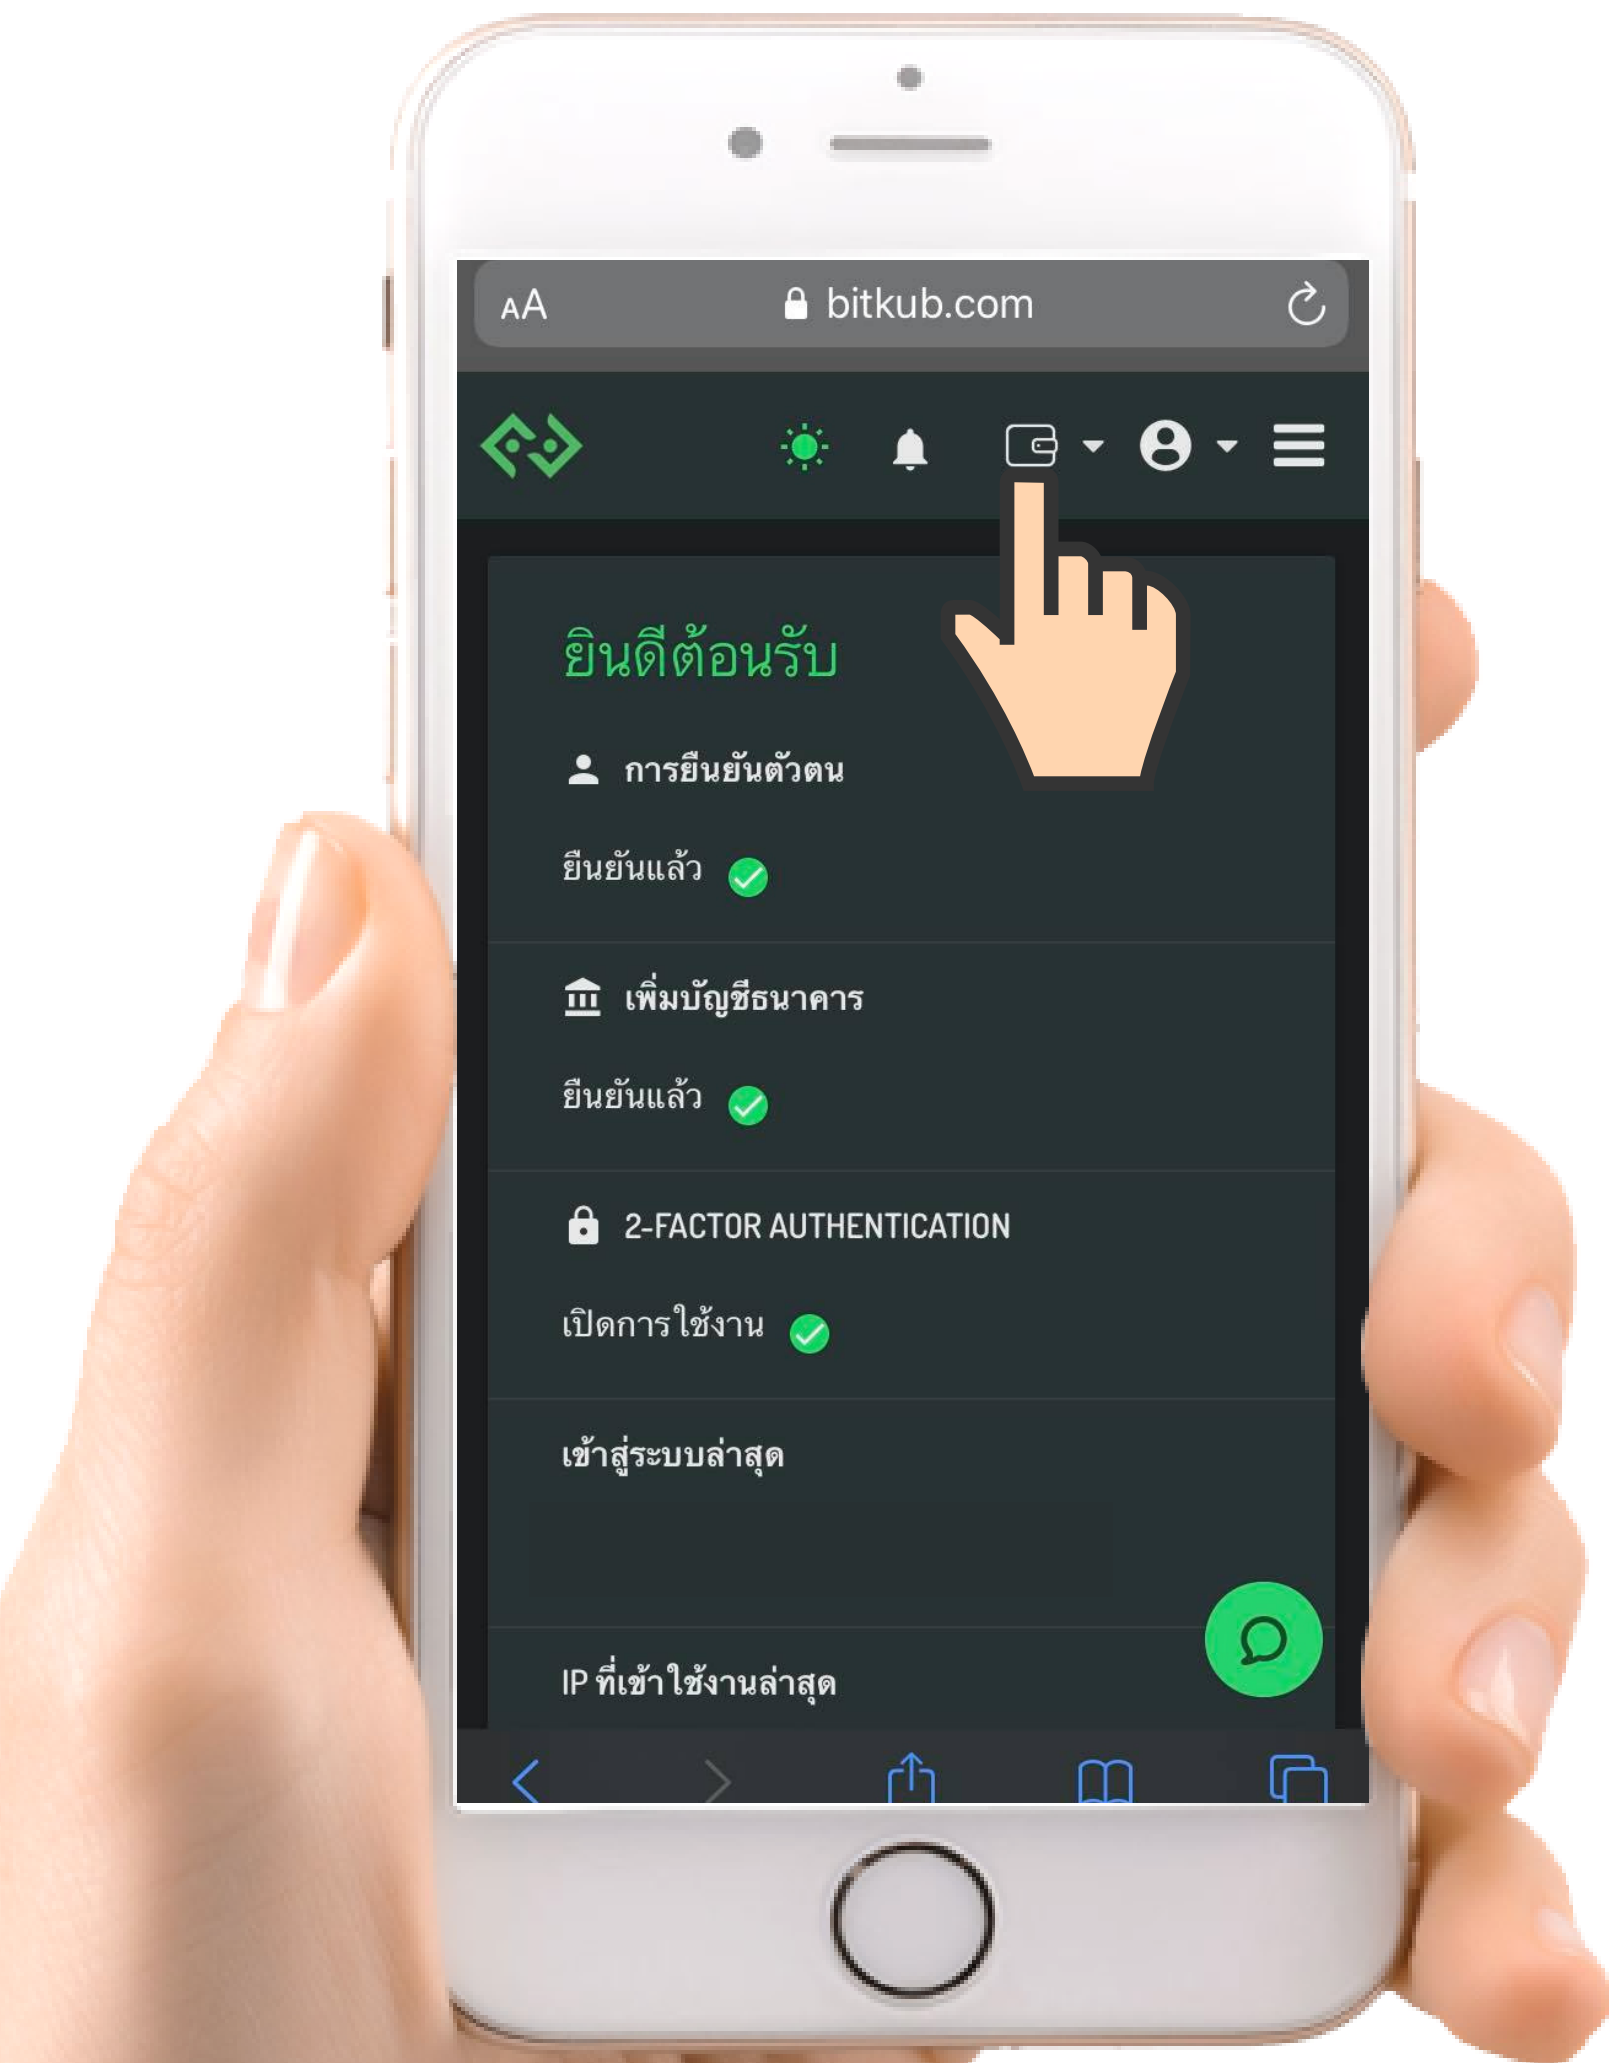 AA bitkub.com
ยินดีต้อนรับ
การยืนยันตัวตน
ยืนยันแล้ว
เพิ่มบัญชีธนาคาร
ยืนยันแล้ว
2-FACTOR AUTHENTICATION
เปิดการใช้งาน
เข้าสู่ระบบล่าสุด
IP ที่เข้าใช้งานล่าสุด